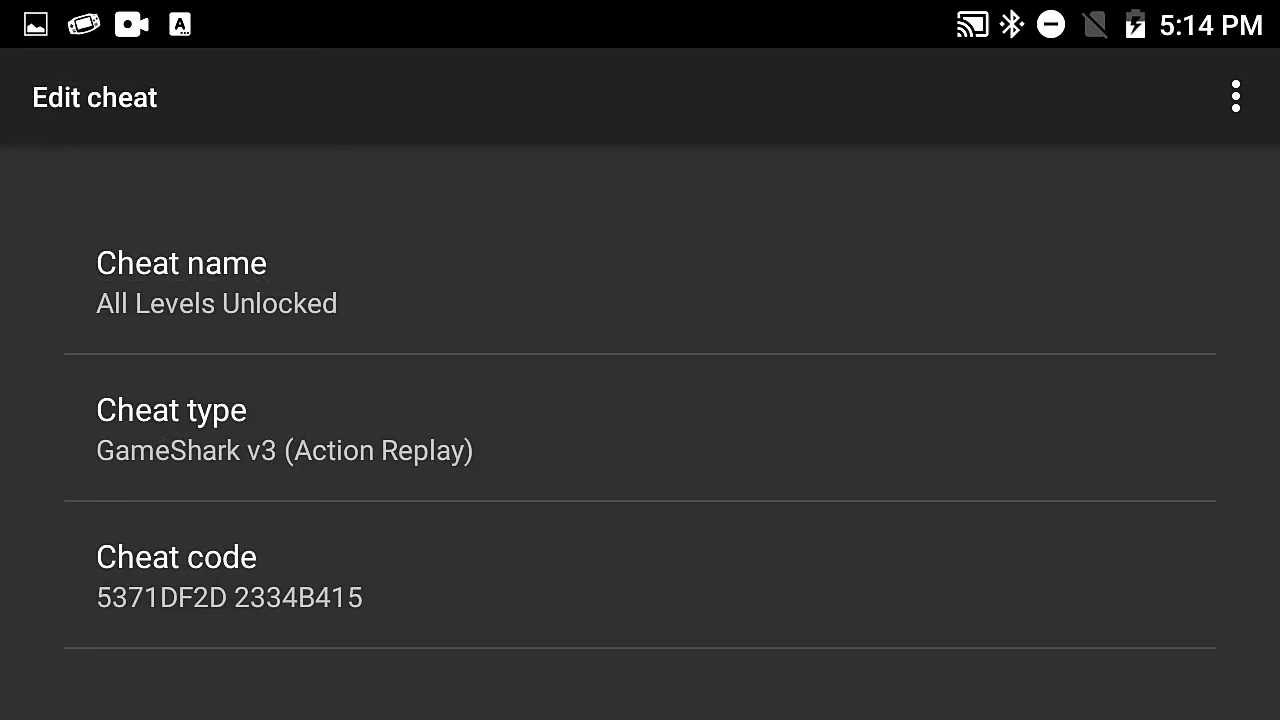 A
5:14 PM
Edit cheat
Cheat name
All Levels Unlocked
Cheat type
GameShark v3 (Action Replay)
Cheat code
5371DF2D 2334B415